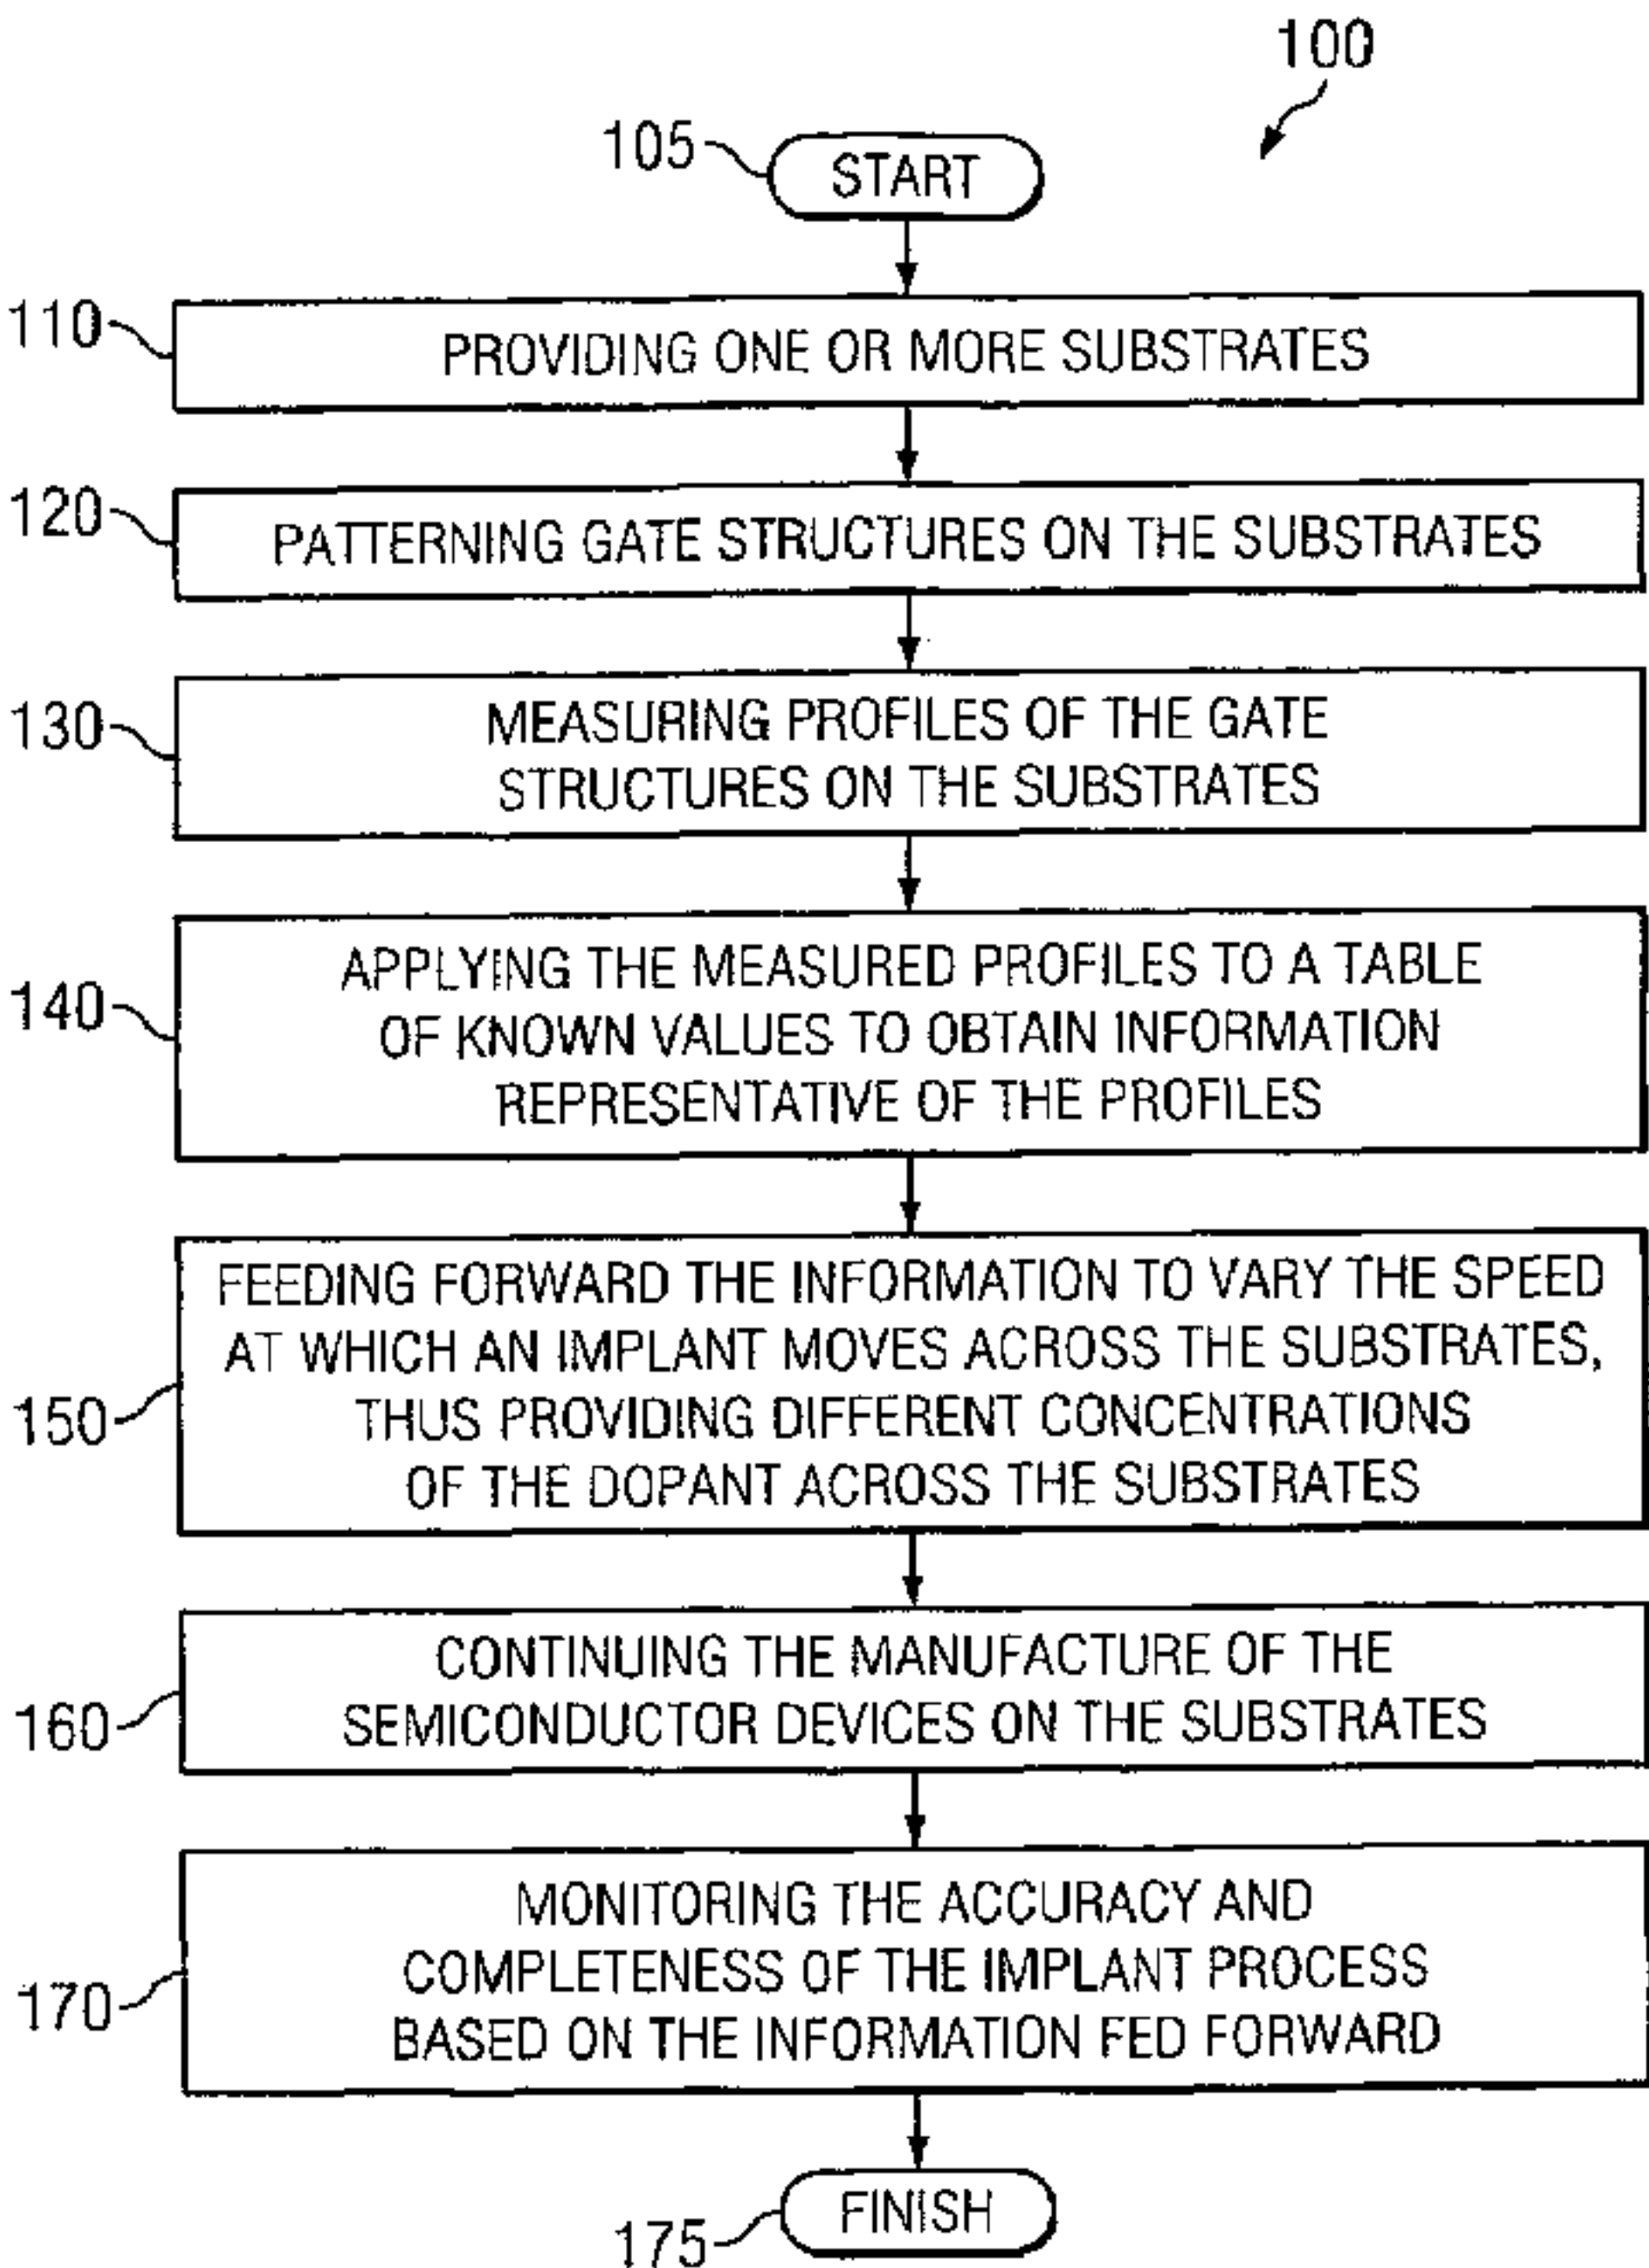 100
105
START
110
PROVIDING ONE OR MORE SUBSTRATES
120
PATTERNING GATE STRUCTURES ON THE SUBSTRATES
130
MEASURING PROFILES OF THE GATE
STRUCTURES ON THE SUBSTRATES
140
APPLYING THE MEASURED PROFILES TO A TABLE
OF KNOWN VALUES TO OBTAIN INFORMATION
REPRESENTATIVE OF THE PROFILES
150
FEEDING FORWARD THE INFORMATION TO VARY THE SPEED
AT WHICH AN IMPLANT MOVES ACROSS THE SUBSTRATES,
THUS PROVIDING DIFFERENT CONCENTRATIONS
OF THE DOPANT ACROSS THE SUBSTRATES
160
CONTINUING THE MANUFACTURE OF THE
SEMICONDUCTOR DEVICES ON THE SUBSTRATES
170
MONITORING THE ACCURACY AND
COMPLETENESS OF THE IMPLANT PROCESS
BASED ON THE INFORMATION FED FORWARD
175
FINISH